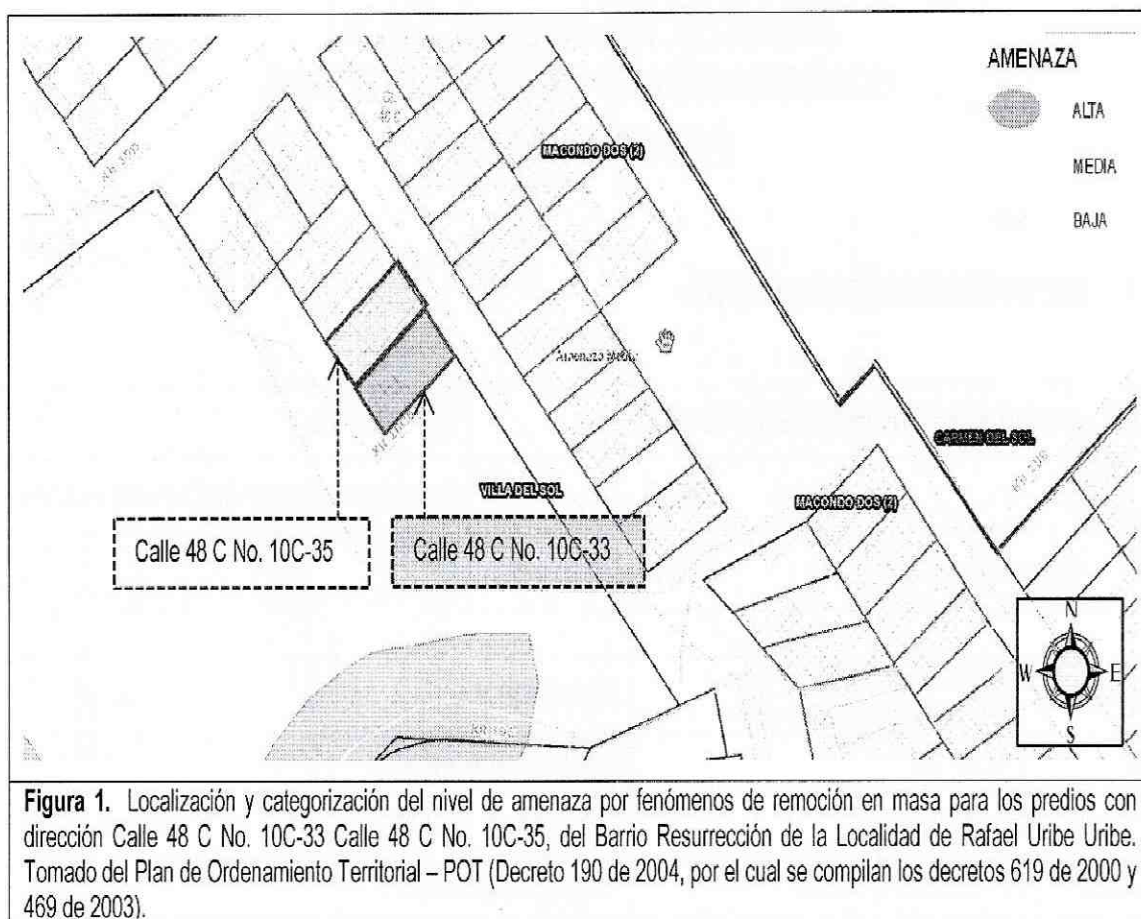 AMENAZA
ALTA
MEDIA
BAJA
MACONDO DOS (2)
Amenaza Media
CARMEN DEL SOL
VILLA DEL SOL
MACONDO DOS (2)
Calle 48 C No. 10C-35
Calle 48 C No. 10C-33
N
W E
S
Figura 1. Localización y categorización del nivel de amenaza por fenómenos de remoción en masa para los predios con
dirección Calle 48 C No. 10C-33 Calle 48 C No. 10C-35, del Barrio Resurrección de la Localidad de Rafael Uribe Uribe.
Tomado del Plan de Ordenamiento Territorial – POT (Decreto 190 de 2004, por el cual se compilan los decretos 619 de 2000 y
469 de 2003).